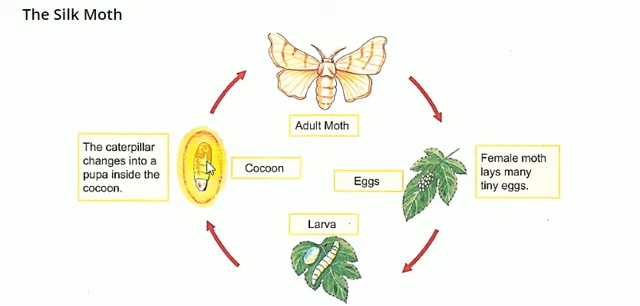 The Silk Moth
Adult Moth
The caterpillar
changes into a
pupa inside the
cocoon.
Cocoon
Eggs
Female moth
lays many
tiny eggs.
Larva